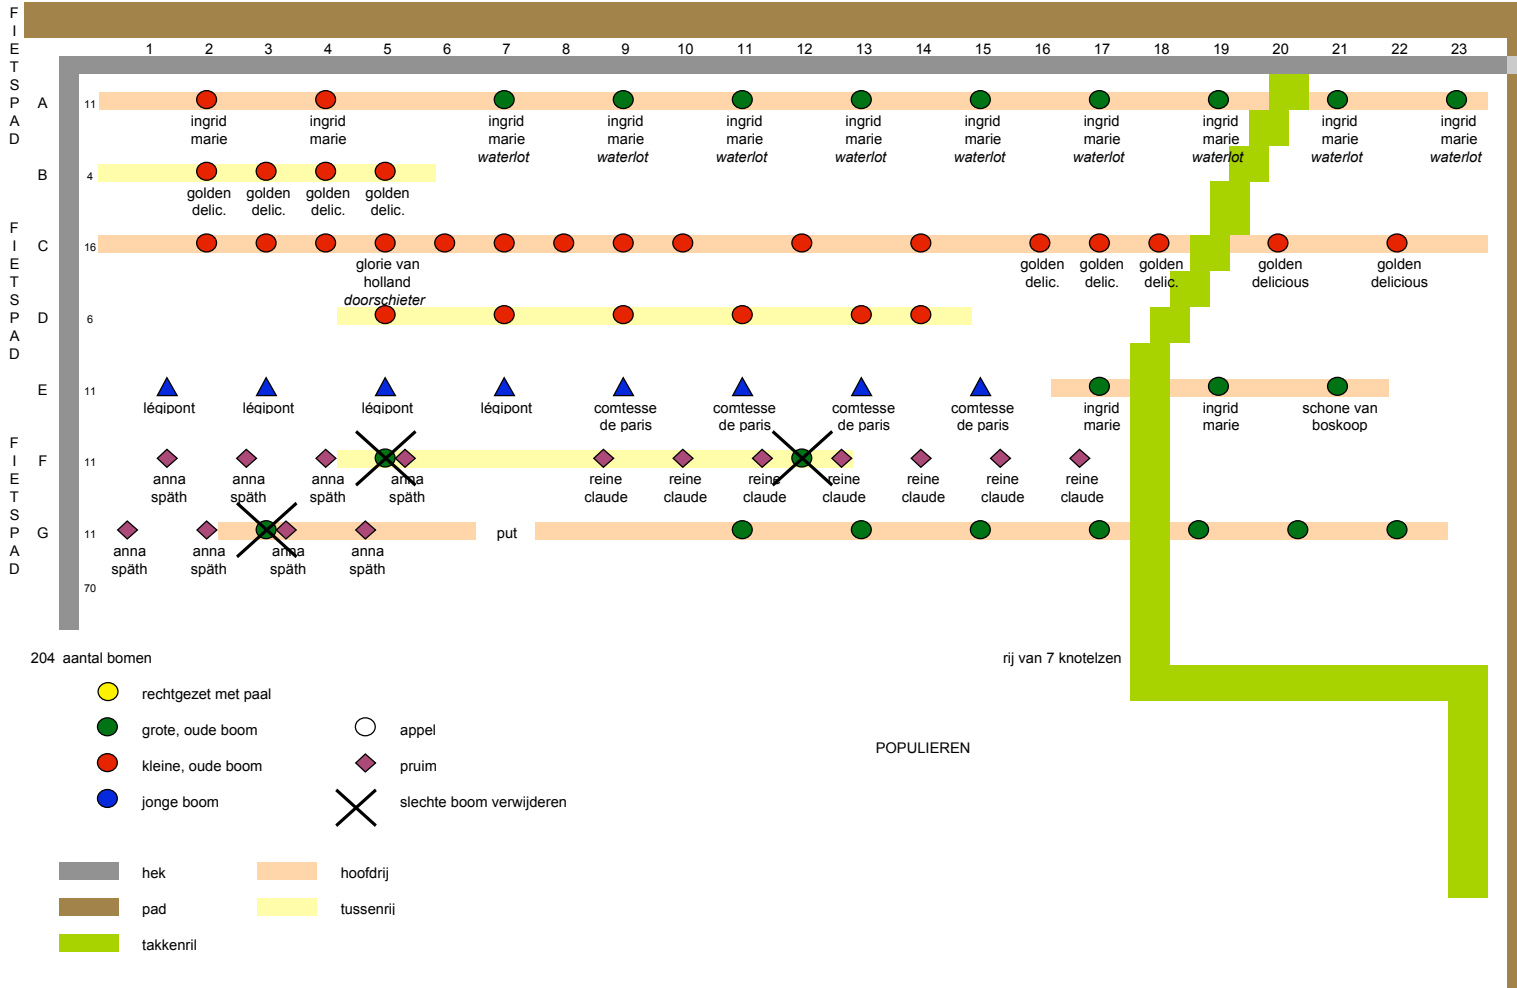 FIETSPAD
FIETSPAD
FIETSPAD
1 2 3 4 5 6 7 8 9 10 11 12 13 14 15 16 17 18 19 20 21 22 23
A 11
ingrid ingrid ingrid ingrid ingrid ingrid ingrid ingrid ingrid ingrid ingrid
marie marie marie marie marie marie marie marie marie marie marie
waterlot waterlot waterlot waterlot waterlot waterlot waterlot waterlot waterlot
B 4
golden golden golden golden
delic. delic. delic. delic.
C 16
glorie van golden golden golden golden golden
holland delic. delic. delic. delicious delicious
doorschieter
D 6
E 11
légipont légipont légipont légipont comtesse comtesse comtesse comtesse ingrid ingrid schone van
de paris de paris de paris de paris marie marie boskoop
F 11
anna anna anna anna reine reine reine reine reine reine reine
späth späth späth späth claude claude claude claude claude claude claude
G 11 put
anna anna anna anna
späth späth späth späth
70
204 aantal bomen
rij van 7 knotelzen
rechtgezet met paal
grote, oude boom appel
POPULIEREN
kleine, oude boom pruim
jonge boom slechte boom verwijderen
hek hoofdrij
pad tussenrij
takkenril